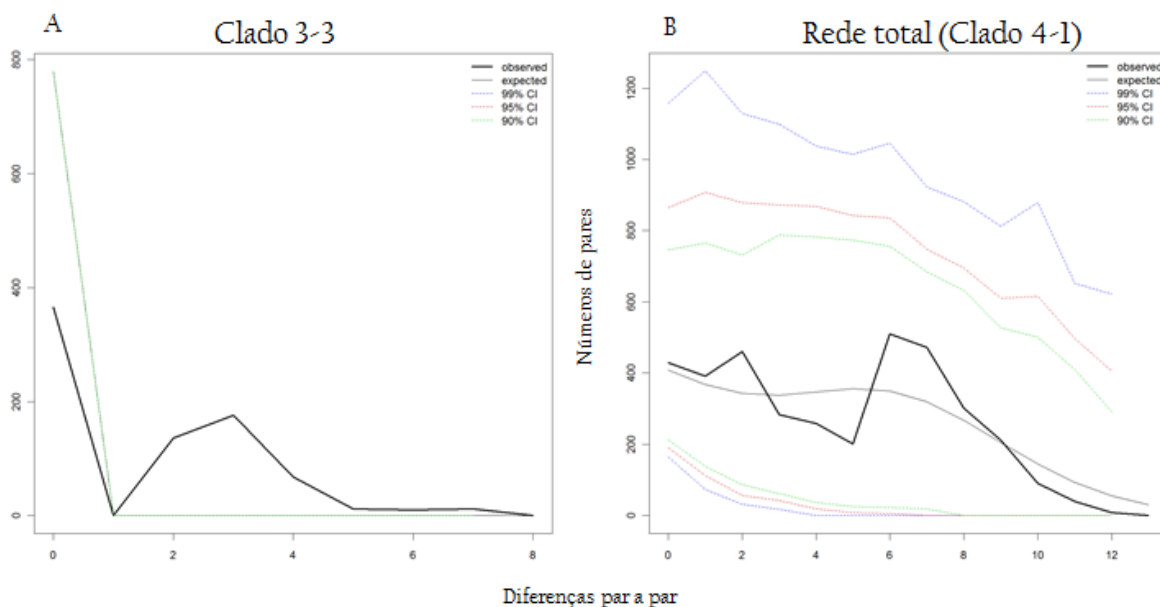 A
Clado 3-3
800
600
400
200
0
0 2 4 6 8
observed
expected
99% CI
95% CI
90% CI
B
Rede total (Clado 4-1)
Números de pares
1200
1000
800
600
400
200
0
0 2 4 6 8 10 12
observed
expected
99% CI
95% CI
90% CI
Diferenças par a par